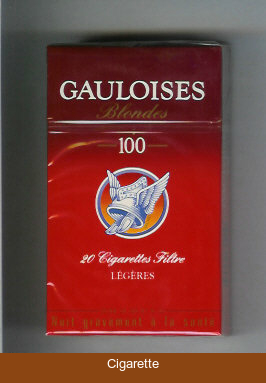 GAULOISES
Blondes
100
20 Cigarettes Filtre
LÉGÈRES
Nuit gravement à la santé
Cigarette